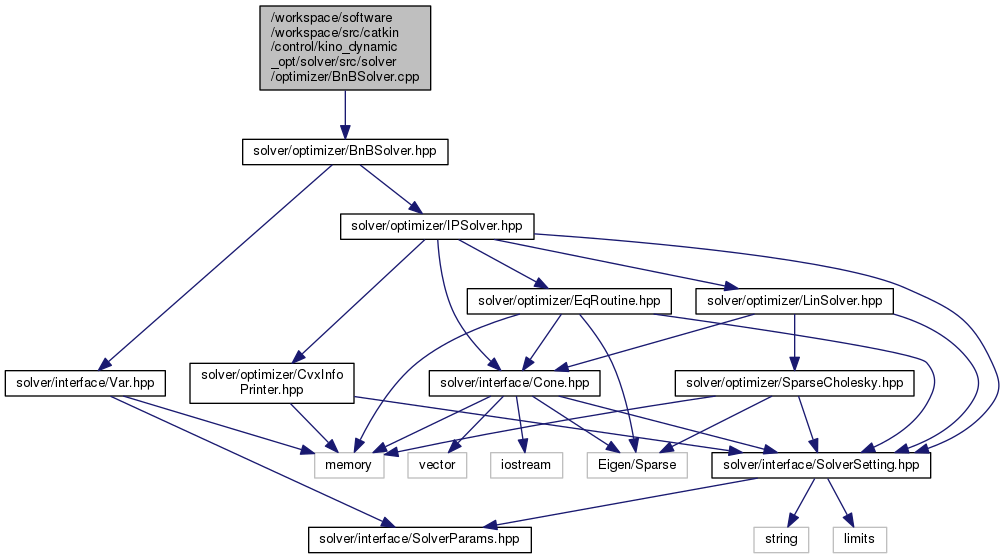 /workspace/software
/workspace/src/catkin
/control/kino_dynamic
_opt/solver/src/solver
/optimizer/BnBSolver.cpp
solver/optimizer/BnBSolver.hpp
solver/optimizer/IPSolver.hpp
solver/optimizer/EqRoutine.hpp
solver/optimizer/LinSolver.hpp
solver/interface/Var.hpp
solver/optimizer/CvxInfo
Printer.hpp
solver/interface/Cone.hpp
solver/optimizer/SparseCholesky.hpp
memory
vector
iostream
Eigen/Sparse
solver/interface/SolverSetting.hpp
solver/interface/SolverParams.hpp
string
limits